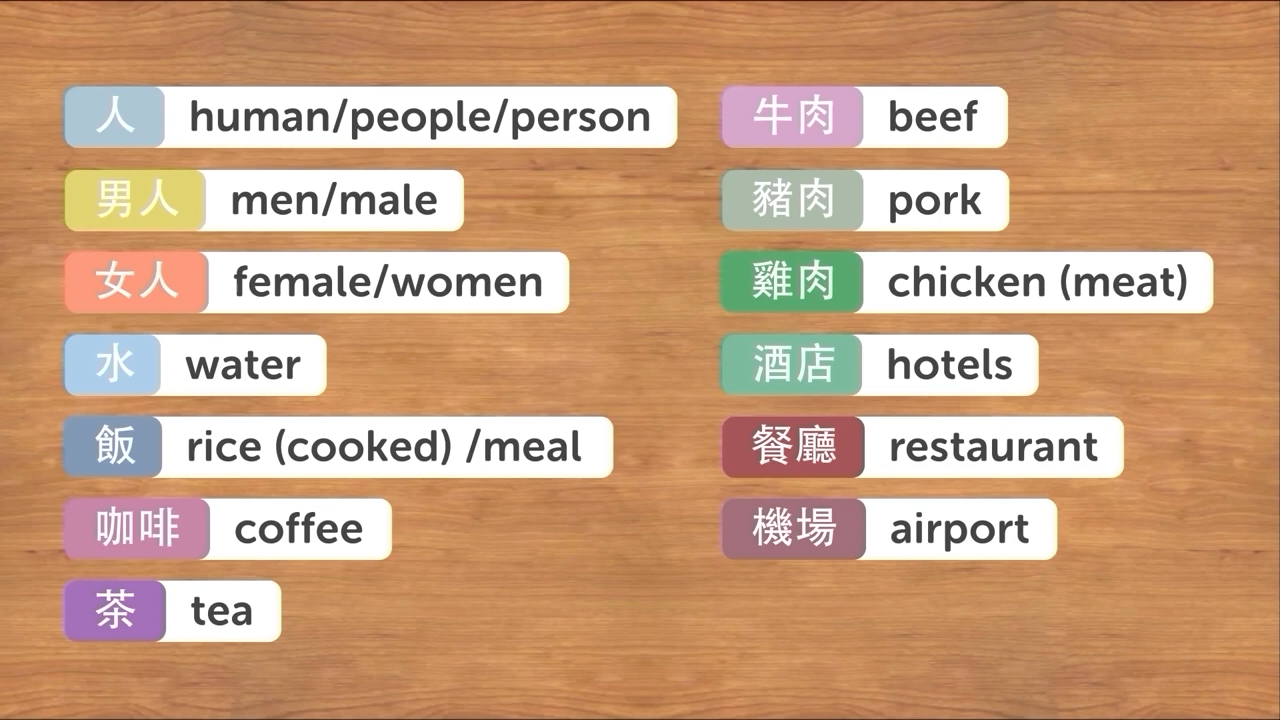 人 human/people/person
男人 men/male
女人 female/women
水 water
飯 rice (cooked) /meal
咖啡 coffee
茶 tea
牛肉 beef
豬肉 pork
雞肉 chicken (meat)
酒店 hotels
餐廳 restaurant
機場 airport